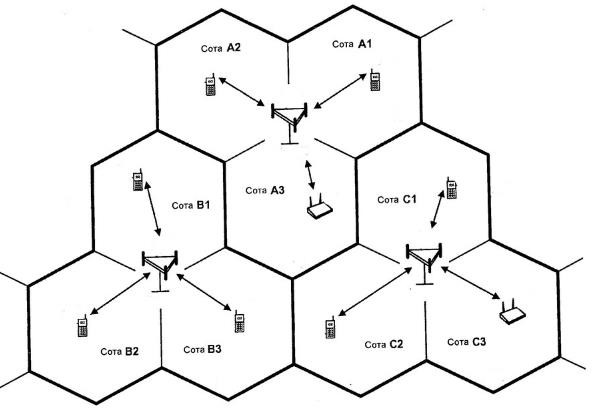 Сота A2
Сота A1
Сота B1
Сота A3
Сота C1
Сота B2
Сота B3
Сота C2
Сота C3